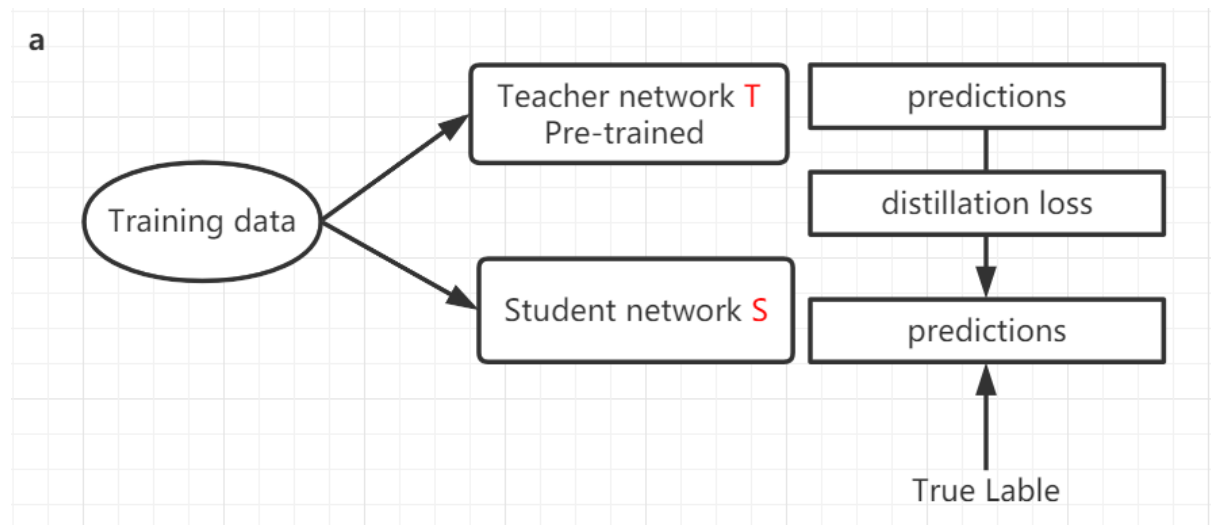 a
Teacher network T
Pre-trained
predictions
distillation loss
Training data
Student network S
predictions
True Lable